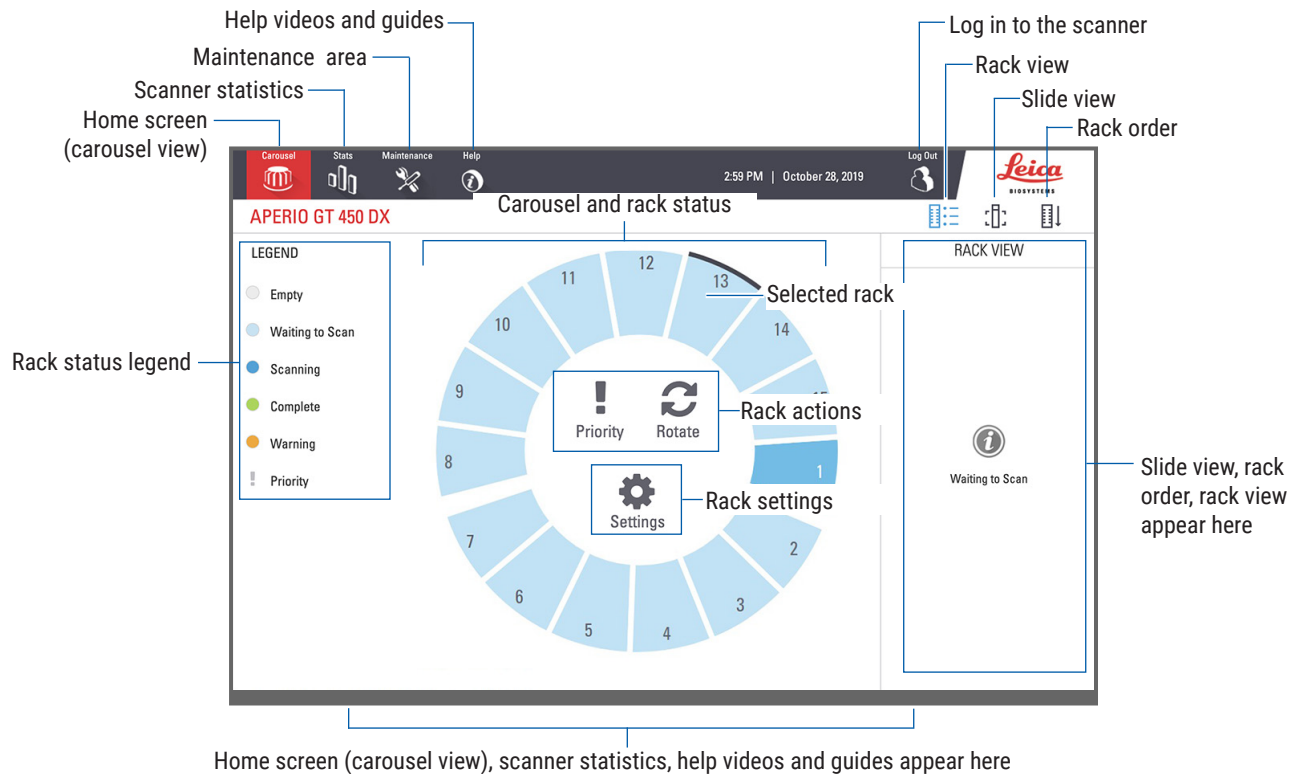 Help videos and guides
Log in to the scanner
Maintenance area
Rack view
Scanner statistics
Slide view
Home screen
(carousel view)
Rack order
Carousel
Stats
Maintenance
Help
2:59 PM | October 28, 2019
Log Out
Leica
BIOSYSTEMS
APERIO GT 450 DX
Carousel and rack status
LEGEND
Empty
Waiting to Scan
Scanning
Complete
Warning
! Priority
Rack status legend
RACK VIEW
Selected rack
12
13
14
1
2
3
4
5
6
7
8
9
10
11
!
Priority
Rotate
Rack actions
Settings
Rack settings
i
Waiting to Scan
Slide view, rack
order, rack view
appear here
Home screen (carousel view), scanner statistics, help videos and guides appear here